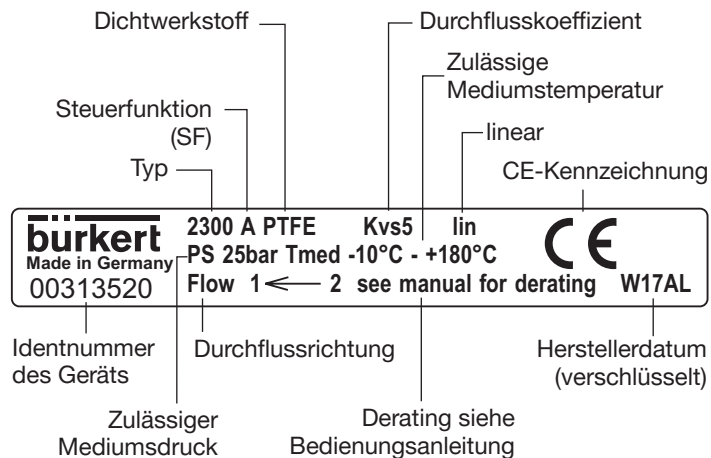 Dichtwerkstoff
Durchflusskoeffizient
Zulässige
Mediumstemperatur
Steuerfunktion
(SF)
linear
Typ
CE-Kennzeichnung
bürkert
Made in Germany
00313520
2300 A PTFE Kvs5 lin
PS 25bar Tmed -10°C - +180°C
Flow 1 ← 2 see manual for derating W17AL
CE
Identnummer
des Geräts
Durchflussrichtung
Herstellerdatum
(verschlüsselt)
Zulässiger
Mediumsdruck
Derating siehe
Bedienungsanleitung